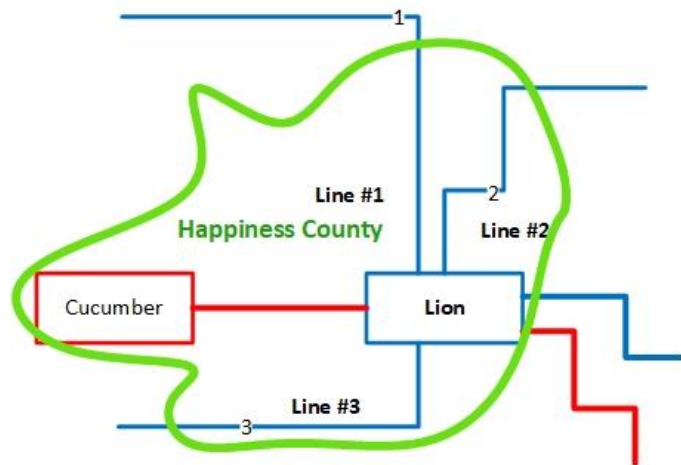 1
Line #1
2
Happiness County
Line #2
Cucumber
Lion
Line #3
3